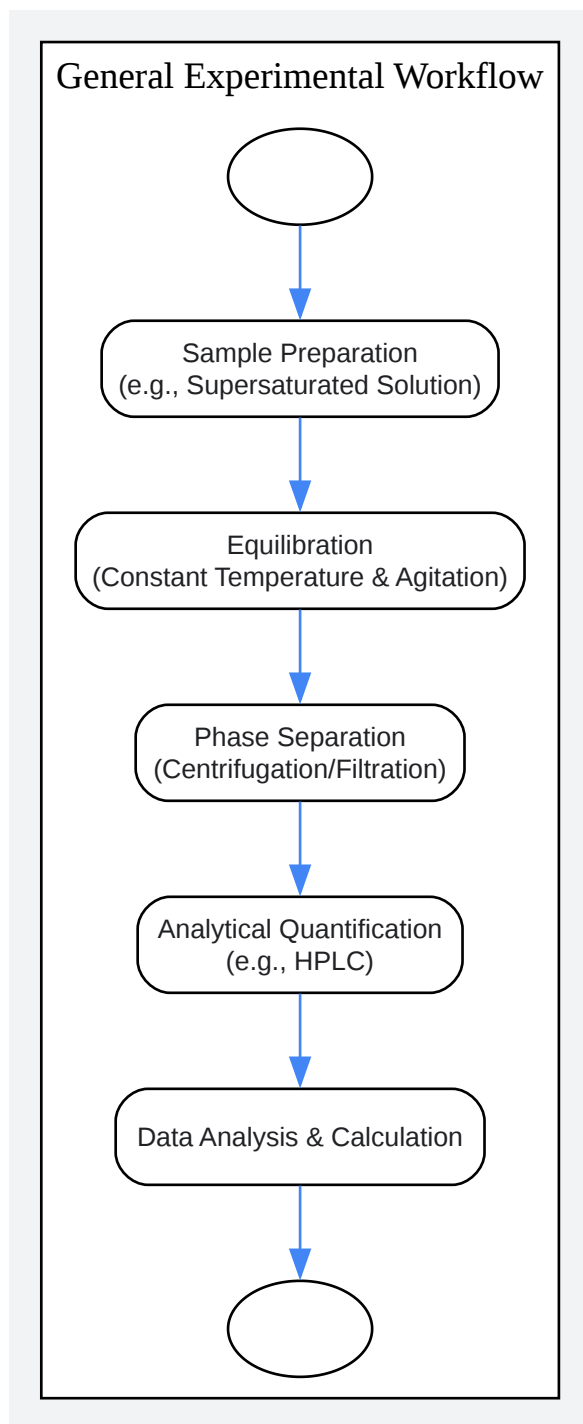 General Experimental Workflow
Sample Preparation
(e.g., Supersaturated Solution)
Equilibration
(Constant Temperature & Agitation)
Phase Separation
(Centrifugation/Filtration)
Analytical Quantification
(e.g., HPLC)
Data Analysis & Calculation